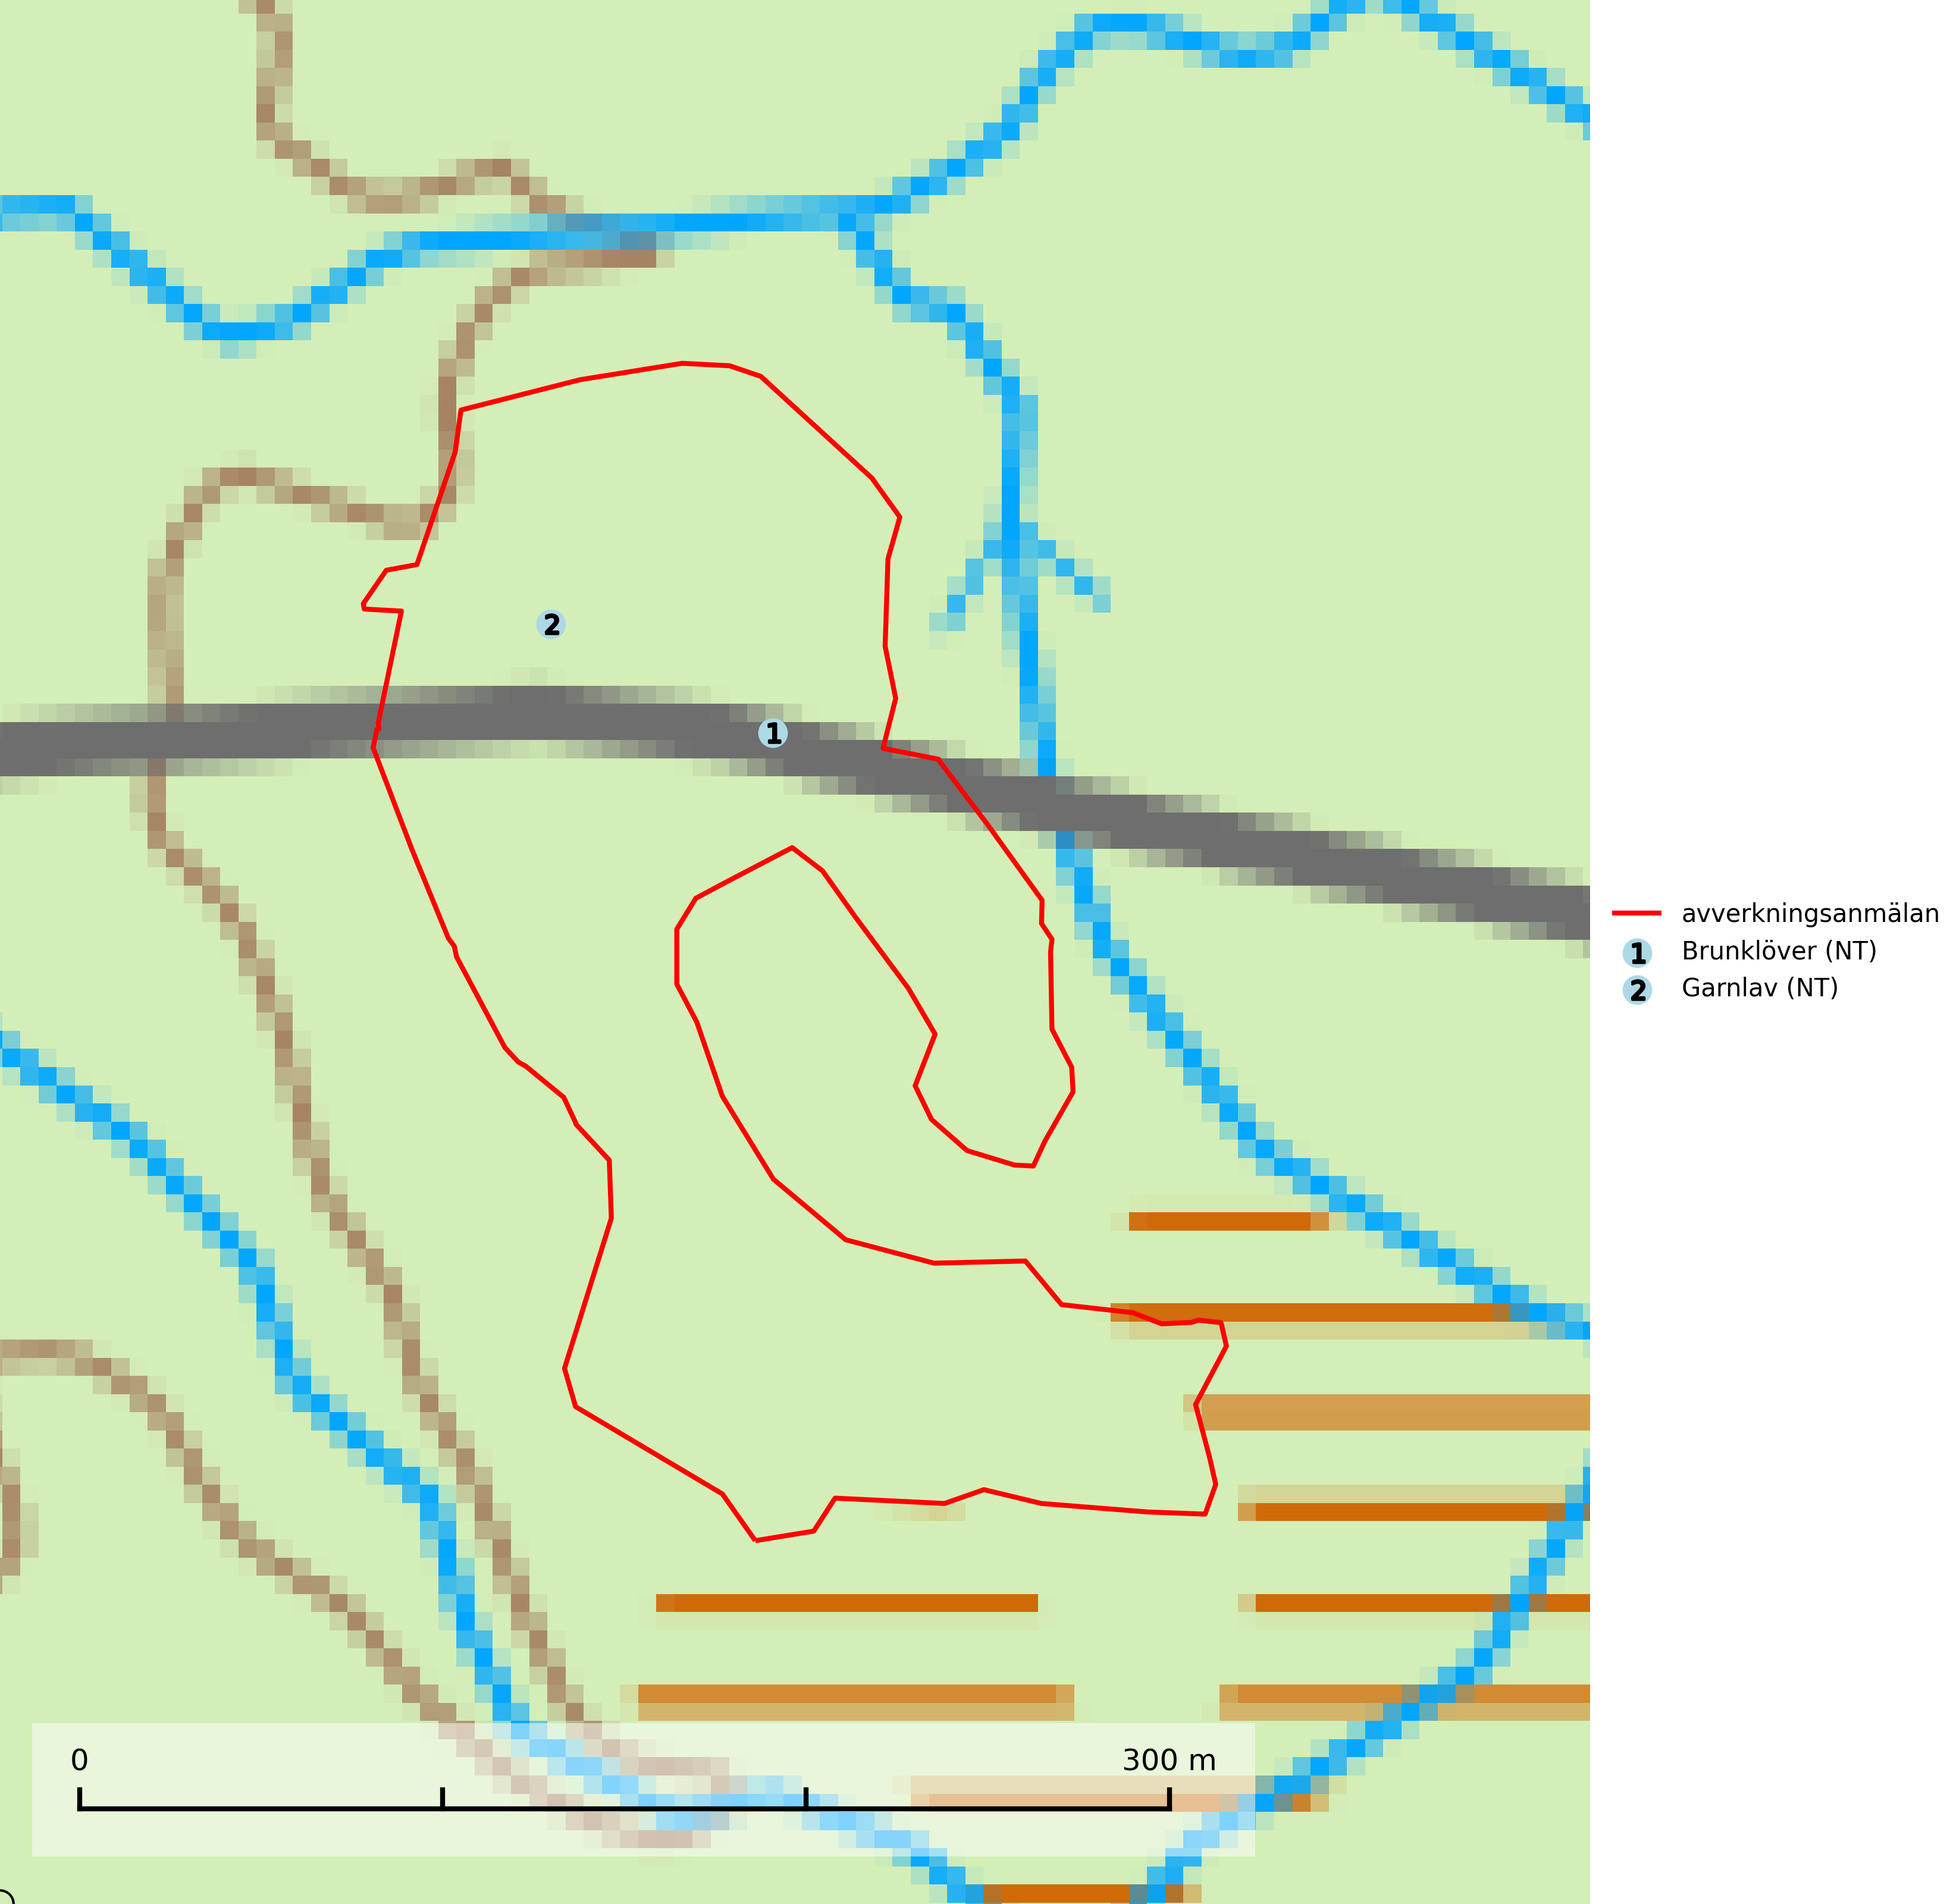 2
1
avverkningsanmälan
1 Brunklöver (NT)
2 Garnlav (NT)
0 300 m